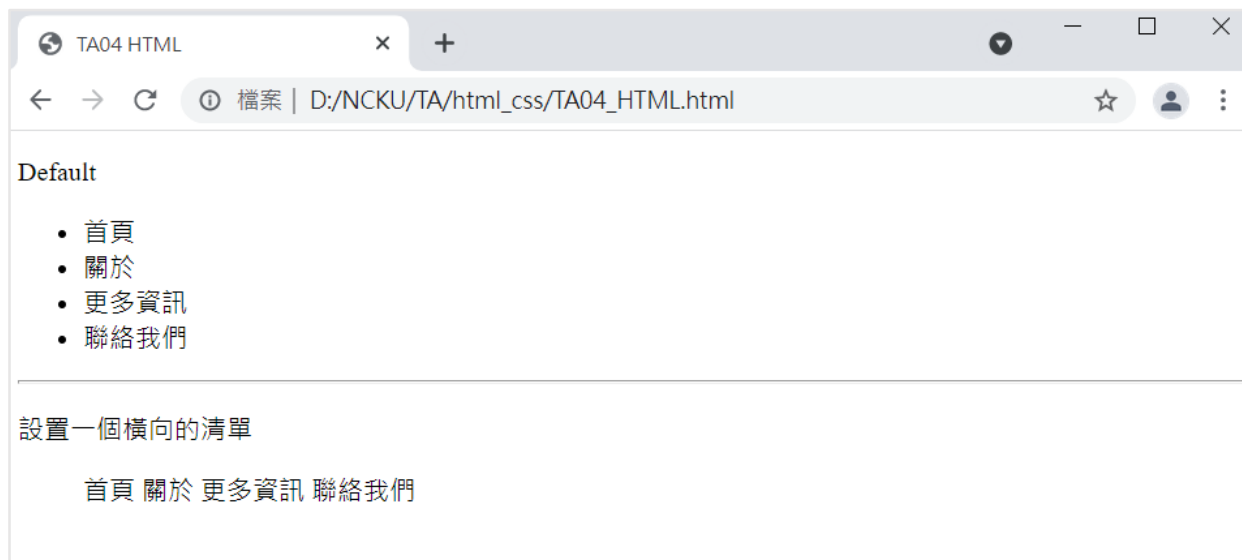 TA04 HTML
檔案 | D:/NCKU/TA/html_css/TA04_HTML.html
Default
首頁
關於
更多資訊
聯絡我們
設置一個橫向的清單
首頁 關於 更多資訊 聯絡我們